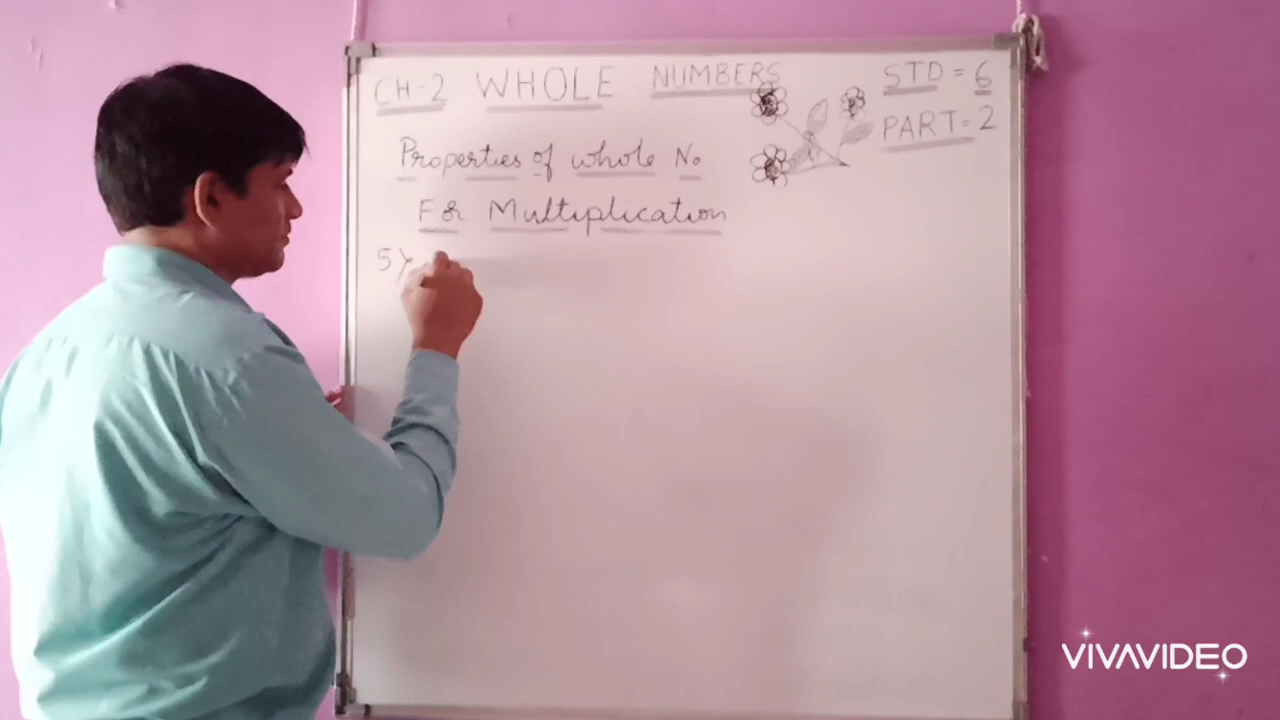 CH-2 WHOLE NUMBERS STD = 6
PART = 2
Properties of whole No
For Multiplication
5 ×
VIVAVIDEO